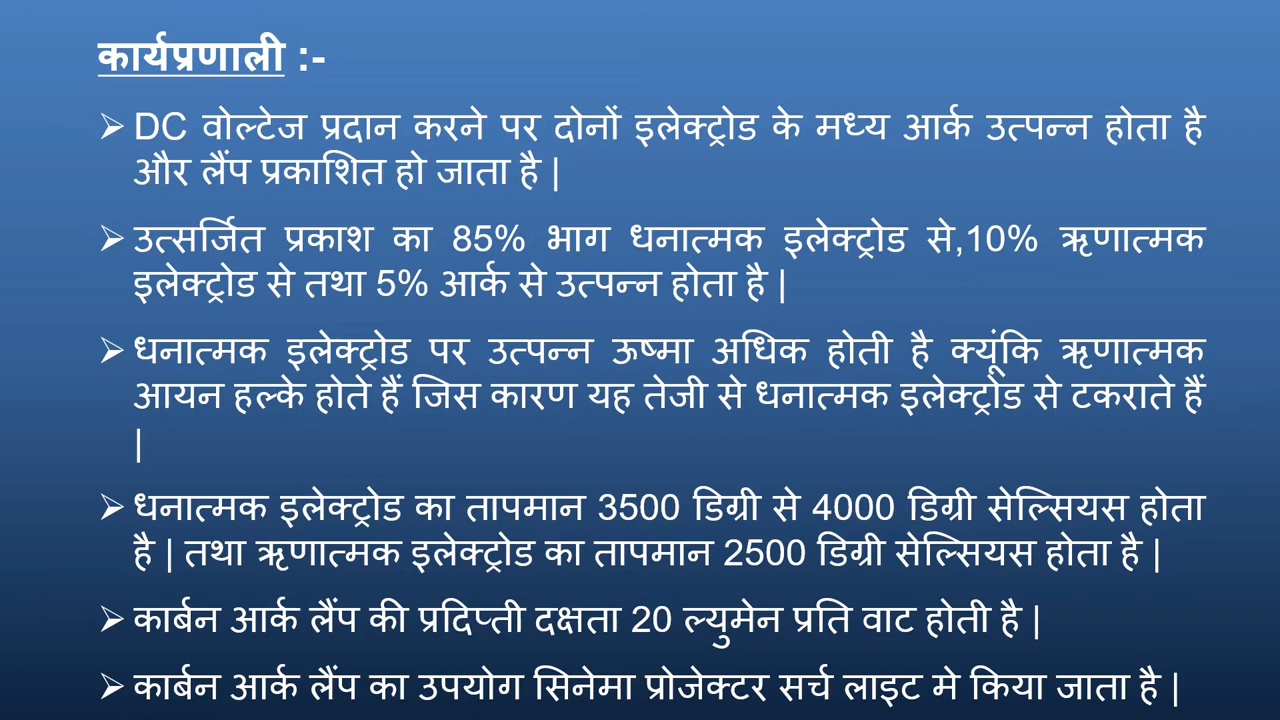 कार्यप्रणाली :-
➢ DC वोल्टेज प्रदान करने पर दोनों इलेक्ट्रोड के मध्य आर्क उत्पन्न होता है
और लैंप प्रकाशित हो जाता है |
➢ उत्सर्जित प्रकाश का 85% भाग धनात्मक इलेक्ट्रोड से,10% ऋणात्मक
इलेक्ट्रोड से तथा 5% आर्क से उत्पन्न होता है |
➢ धनात्मक इलेक्ट्रोड पर उत्पन्न ऊष्मा अधिक होती है क्यूंकि ऋणात्मक
आयन हल्के होते हैं जिस कारण यह तेजी से धनात्मक इलेक्ट्रोड से टकराते हैं
|
➢ धनात्मक इलेक्ट्रोड का तापमान 3500 डिग्री से 4000 डिग्री सेल्सियस होता
है | तथा ऋणात्मक इलेक्ट्रोड का तापमान 2500 डिग्री सेल्सियस होता है |
➢ कार्बन आर्क लैंप की प्रदिप्ती दक्षता 20 ल्युमेन प्रति वाट होती है |
➢ कार्बन आर्क लैंप का उपयोग सिनेमा प्रोजेक्टर सर्च लाइट मे किया जाता है |